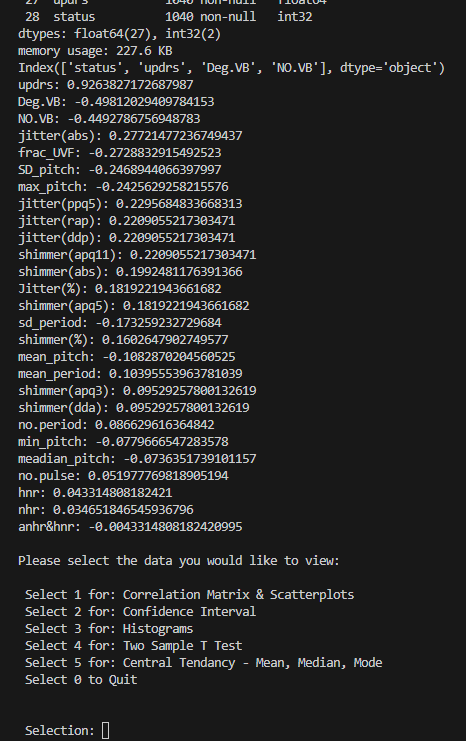 27 updrs 1040 non-null float64
28 status 1040 non-null int32
dtypes: float64(27), int32(2)
memory usage: 227.6 KB
Index(['status', 'updrs', 'Deg.VB', 'NO.VB'], dtype='object')
updrs: 0.9263827172687987
Deg.VB: -0.49812029409784153
NO.VB: -0.4492786756948783
jitter(abs): 0.27721477236749437
frac_UVF: -0.2728832915492523
SD_pitch: -0.2468944066397997
max_pitch: -0.2425629258215576
jitter(ppq5): 0.2295684833668313
jitter(rap): 0.2209055217303471
jitter(ddp): 0.2209055217303471
shimmer(apq11): 0.2209055217303471
shimmer(abs): 0.1992481176391366
Jitter(%): 0.1819221943661682
shimmer(apq5): 0.1819221943661682
sd_period: -0.173259232729684
shimmer(%): 0.1602647902749577
mean_pitch: -0.1082870204560525
mean_period: 0.10395553963781039
shimmer(apq3): 0.09529257800132619
shimmer(dda): 0.09529257800132619
no.period: 0.086629616364842
min_pitch: -0.0779666547283578
meadian_pitch: -0.0736351739101157
no.pulse: 0.051977769818905194
hnr: 0.043314808182421
nhr: 0.034651846545936796
anhr&hnr: -0.0043314808182420995
Please select the data you would like to view:
Select 1 for: Correlation Matrix & Scatterplots
Select 2 for: Confidence Interval
Select 3 for: Histograms
Select 4 for: Two Sample T Test
Select 5 for: Central Tendancy - Mean, Median, Mode
Select 0 to Quit
Selection: